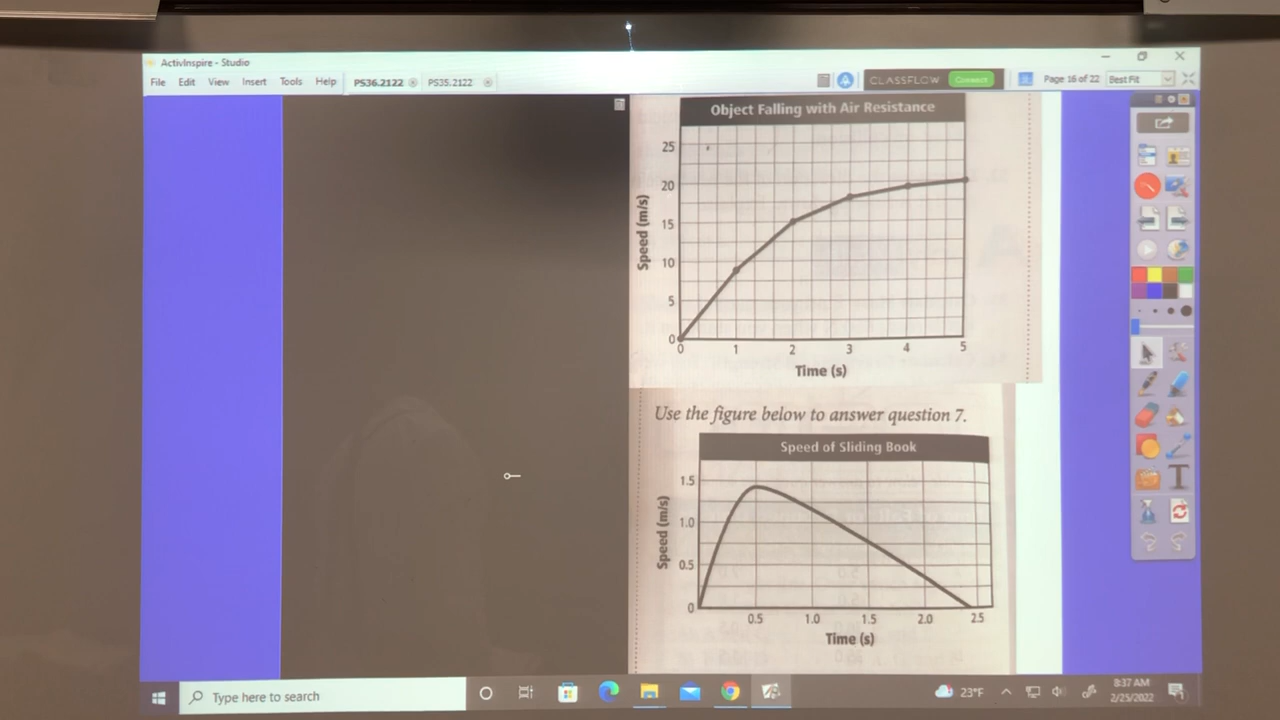 ActivInspire - Studio
File Edit View Insert Tools Help PS36.2122 PS35.2122 CLASSFLOW Connect Page 16 of 22 Best Fit
Object Falling with Air Resistance
25
20
15
10
5
0
Speed (m/s)
0 1 2 3 4 5
Time (s)
Use the figure below to answer question 7.
Speed of Sliding Book
1.5
1.0
0.5
0
Speed (m/s)
0.5 1.0 1.5 2.0 2.5
Time (s)
Type here to search
23°F
8:37 AM
2/25/2022